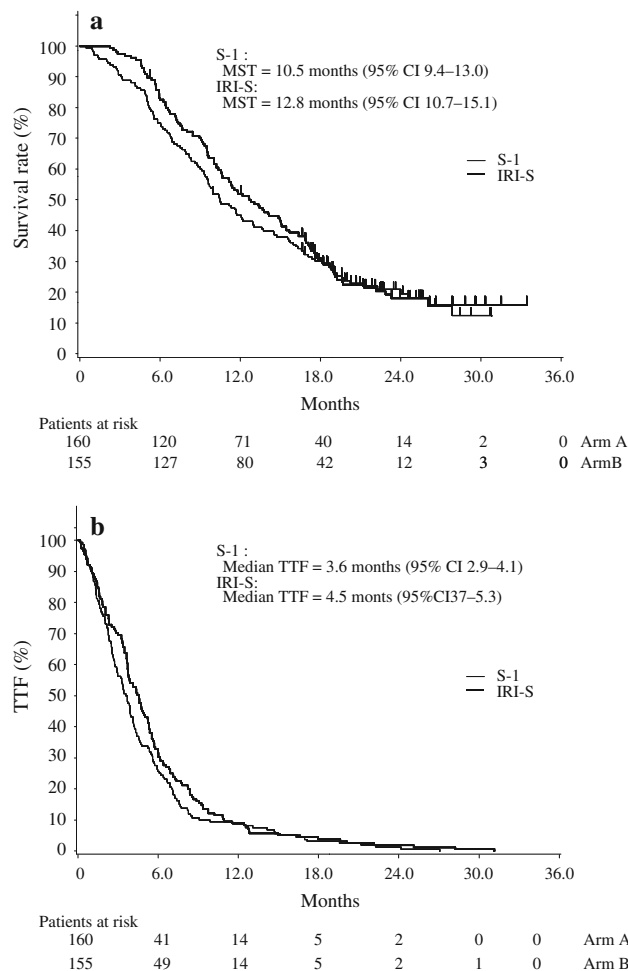 a
S-1 :
MST = 10.5 months (95% CI 9.4–13.0)
IRI-S:
MST = 12.8 months (95% CI 10.7–15.1)
S-1
IRI-S
Survival rate (%)
100
90
80
70
60
50
40
30
20
10
0
0 6.0 12.0 18.0 24.0 30.0 36.0
Months
Patients at risk
160 120 71 40 14 2 0 Arm A
155 127 80 42 12 3 0 ArmB
b
S-1 :
Median TTF = 3.6 months (95% CI 2.9–4.1)
IRI-S:
Median TTF = 4.5 monts (95%CI37–5.3)
S-1
IRI-S
TTF (%)
100
90
80
70
60
50
40
30
20
10
0
0 6.0 12.0 18.0 24.0 30.0 36.0
Months
Patients at risk
160 41 14 5 2 0 0 Arm A
155 49 14 5 2 1 0 Arm B